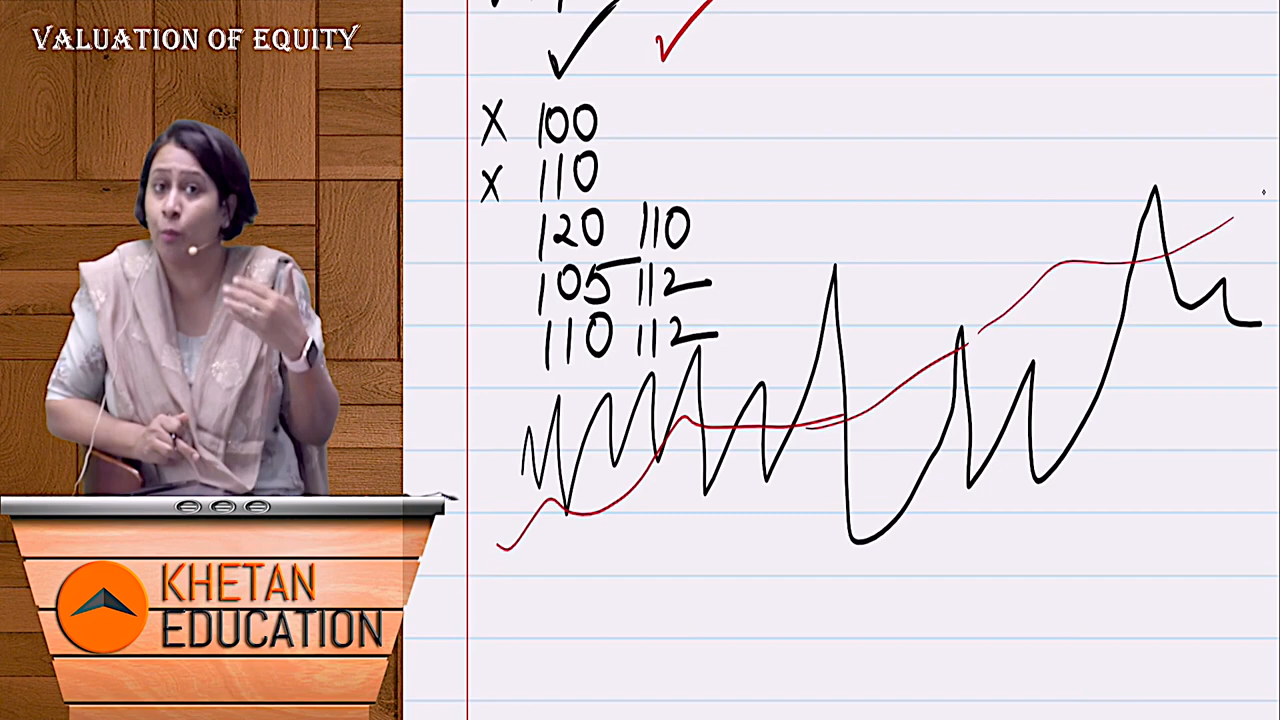 VALUATION OF EQUITY
X 100
X 110
120 110
105 112
110 112
KHETAN
EDUCATION